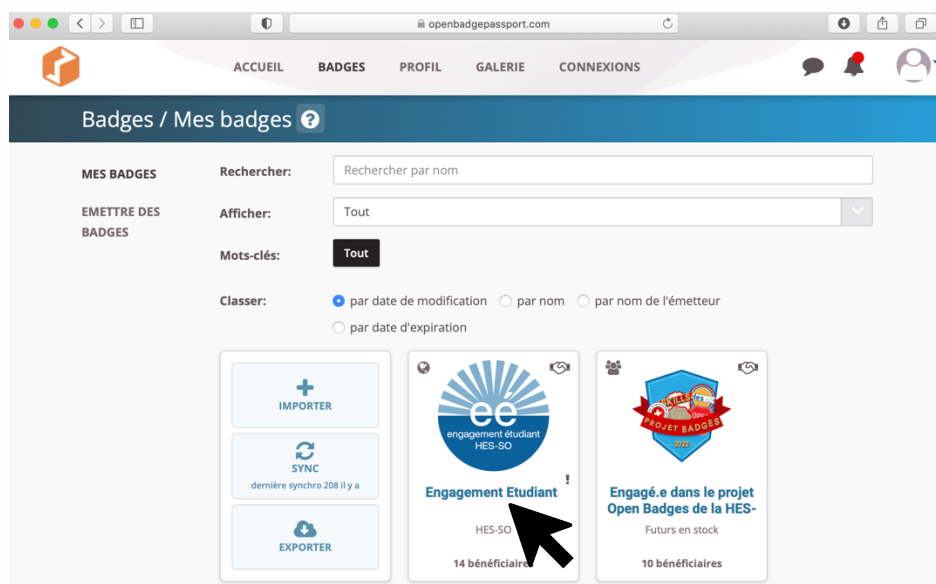 openbadgepassport.com
ACCUEIL BADGES PROFIL GALERIE CONNEXIONS
Badges / Mes badges ?
MES BADGES
EMETTRE DES
BADGES
Rechercher: Rechercher par nom
Afficher: Tout
Mots-clés: Tout
Classer: par date de modification par nom par nom de l'émetteur
par date d'expiration
IMPORTER
SYNC
dernière synchro 208 il y a
EXPORTER
eé
engagement étudiant
HES-SO
!
Engagement Etudiant
HES-SO
14 bénéficiaires
SKILLS
PROJET BADGES
2022
Engagé.e dans le projet
Open Badges de la HES-
Futurs en stock
10 bénéficiaires